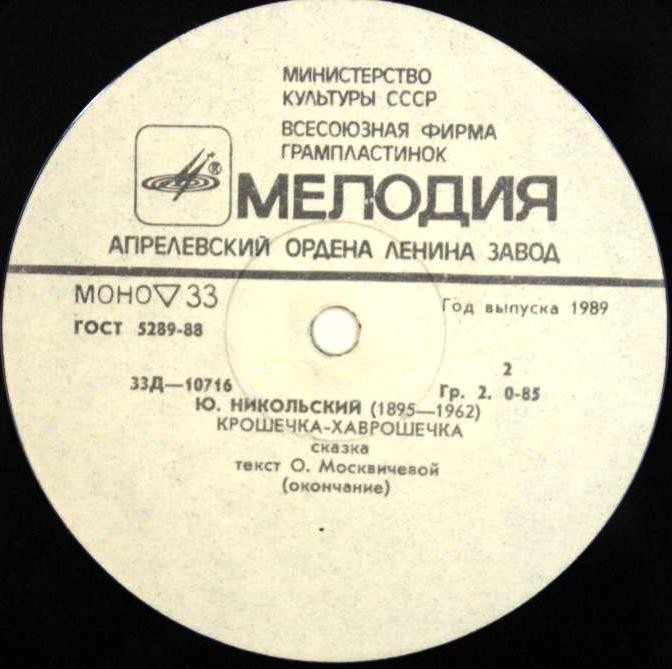 МИНИСТЕРСТВО
КУЛЬТУРЫ СССР
ВСЕСОЮЗНАЯ ФИРМА
ГРАМПЛАСТИНОК
®
МЕЛОДИЯ
АПРЕЛЕВСКИЙ ОРДЕНА ЛЕНИНА ЗАВОД
МОНО ▽ 33
ГОСТ 5289-88
Год выпуска 1989
2
33Д—10716
Гр. 2. 0-85
Ю. НИКОЛЬСКИЙ (1895—1962)
КРОШЕЧКА-ХАВРОШЕЧКА
сказка
текст О. Москвичевой
(окончание)